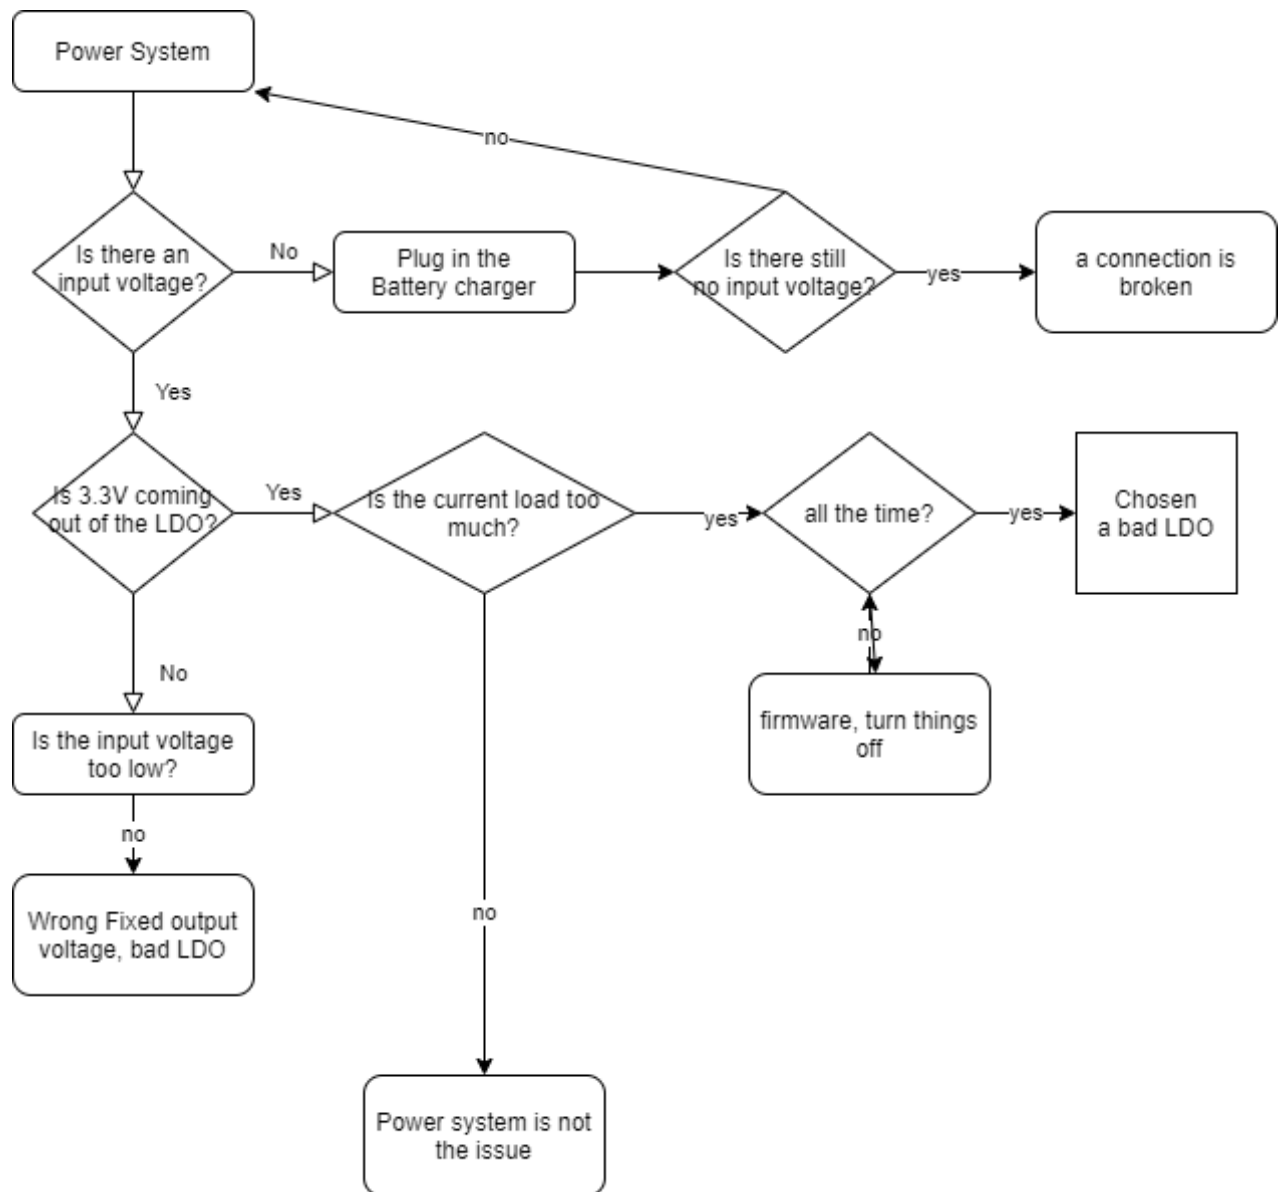 Power System
no
Is there an
input voltage?
No
Plug in the
Battery charger
Is there still
no input voltage?
yes
a connection is
broken
Yes
Is 3.3V coming
out of the LDO?
Yes
Is the current load too
much?
yes
all the time?
yes
Chosen
a bad LDO
no
firmware, turn things
off
No
Is the input voltage
too low?
no
Wrong Fixed output
voltage, bad LDO
no
Power system is not
the issue